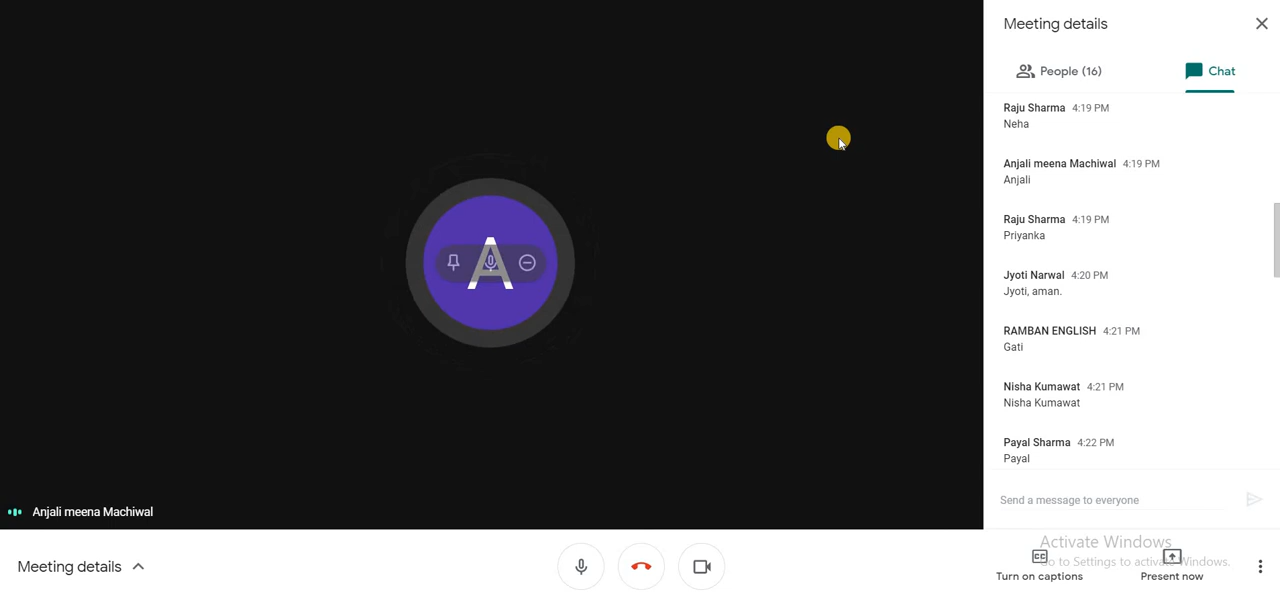 Meeting details
People (16)
Chat
Raju Sharma 4:19 PM
Neha
Anjali meena Machiwal 4:19 PM
Anjali
Raju Sharma 4:19 PM
Priyanka
Jyoti Narwal 4:20 PM
Jyoti, aman.
RAMBAN ENGLISH 4:21 PM
Gati
Nisha Kumawat 4:21 PM
Nisha Kumawat
Payal Sharma 4:22 PM
Payal
Send a message to everyone
A
Anjali meena Machiwal
Meeting details
Activate Windows
Go to Settings to activate Windows.
CC
Turn on captions
Present now